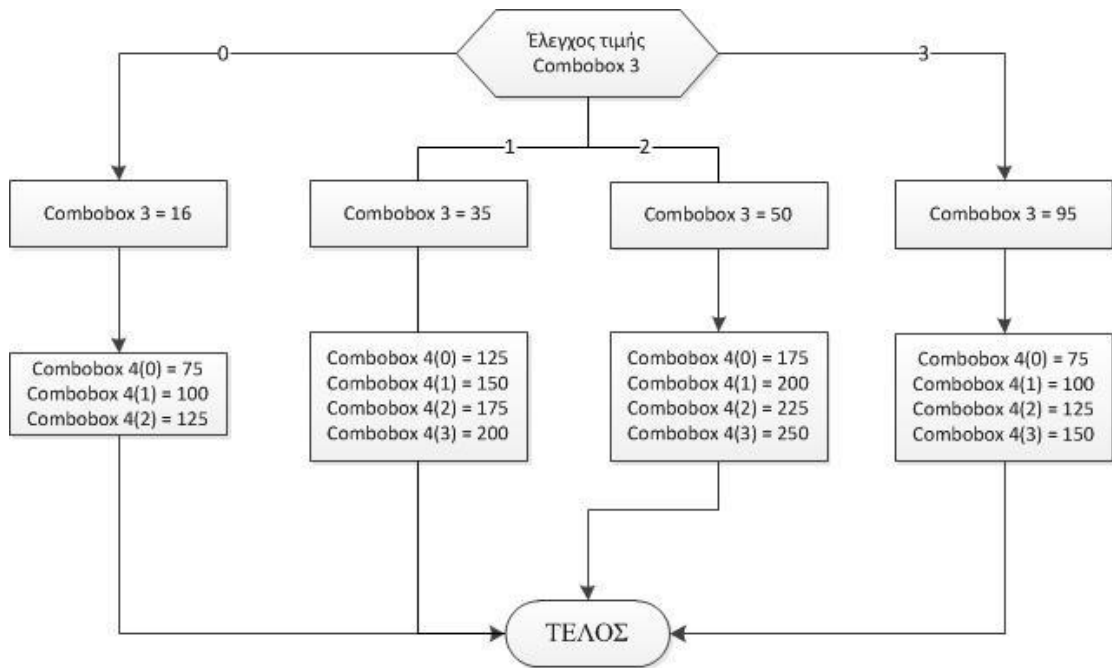 Έλεγχος τιμής
Combobox 3
0
3
1
2
Combobox 3 = 16
Combobox 3 = 35
Combobox 3 = 50
Combobox 3 = 95
Combobox 4(0) = 75
Combobox 4(1) = 100
Combobox 4(2) = 125
Combobox 4(0) = 125
Combobox 4(1) = 150
Combobox 4(2) = 175
Combobox 4(3) = 200
Combobox 4(0) = 175
Combobox 4(1) = 200
Combobox 4(2) = 225
Combobox 4(3) = 250
Combobox 4(0) = 75
Combobox 4(1) = 100
Combobox 4(2) = 125
Combobox 4(3) = 150
ΤΕΛΟΣ